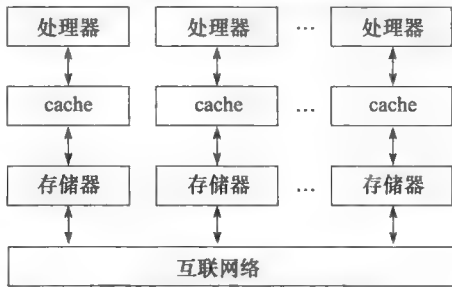 处理器 处理器 … 处理器
cache cache … cache
存储器 存储器 … 存储器
互联网络